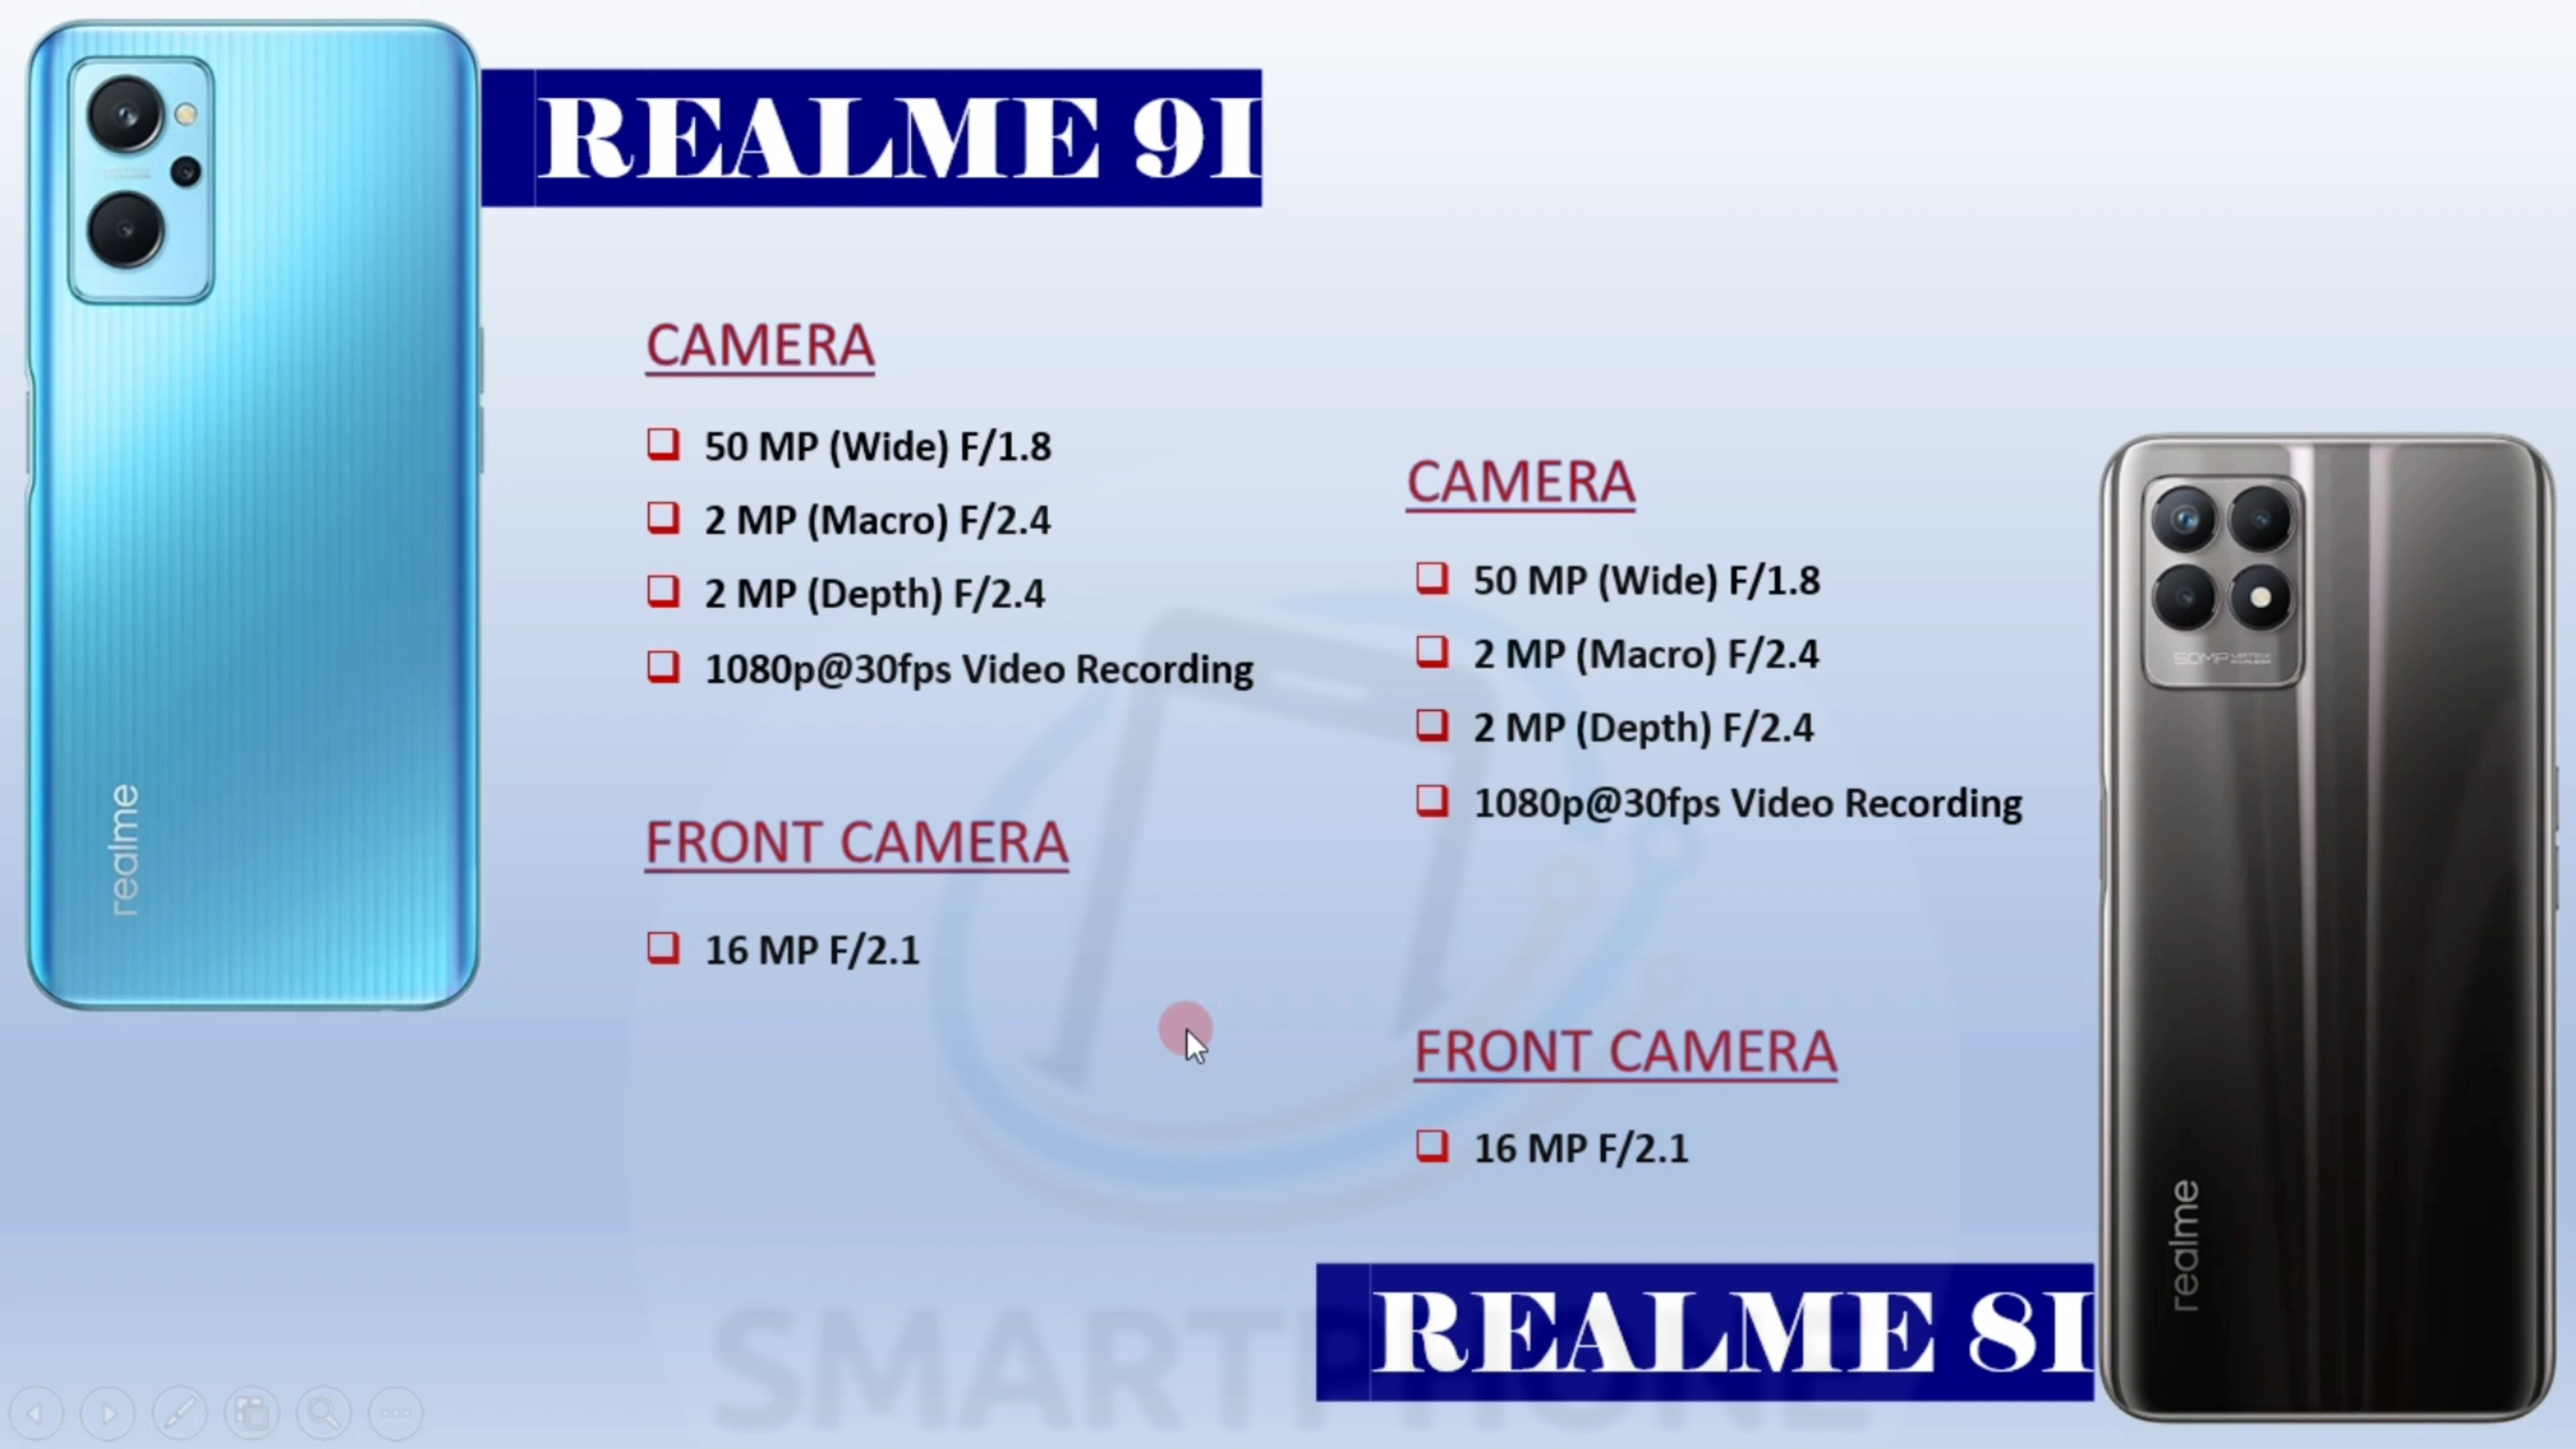 REALME 9I
CAMERA
50 MP (Wide) F/1.8
2 MP (Macro) F/2.4
2 MP (Depth) F/2.4
1080p@30fps Video Recording
FRONT CAMERA
16 MP F/2.1
realme
CAMERA
50 MP (Wide) F/1.8
2 MP (Macro) F/2.4
2 MP (Depth) F/2.4
1080p@30fps Video Recording
FRONT CAMERA
16 MP F/2.1
REALME 8I
50MP
realme
SMARTPHONE